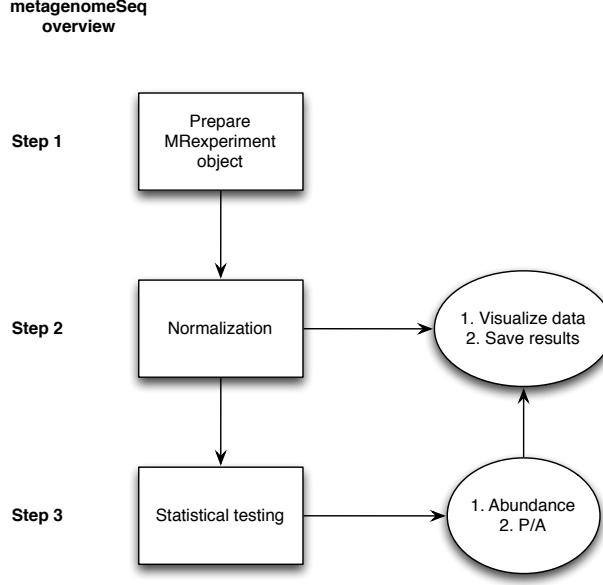 metagenomeSeq
overview
Step 1
Prepare
MRexperiment
object
Step 2
Normalization
1. Visualize data
2. Save results
Step 3
Statistical testing
1. Abundance
2. P/A